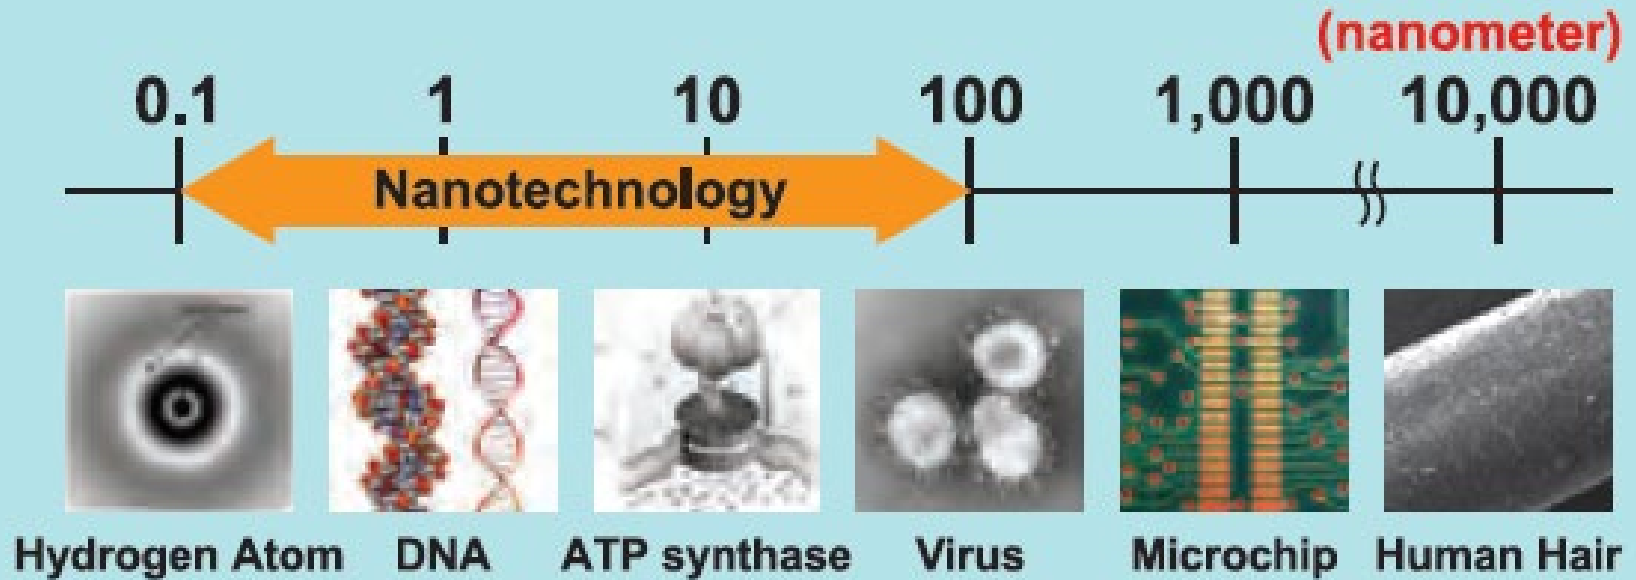 (nanometer)
0.1 1 10 100 1,000 10,000
Nanotechnology
Hydrogen Atom DNA ATP synthase Virus Microchip Human Hair